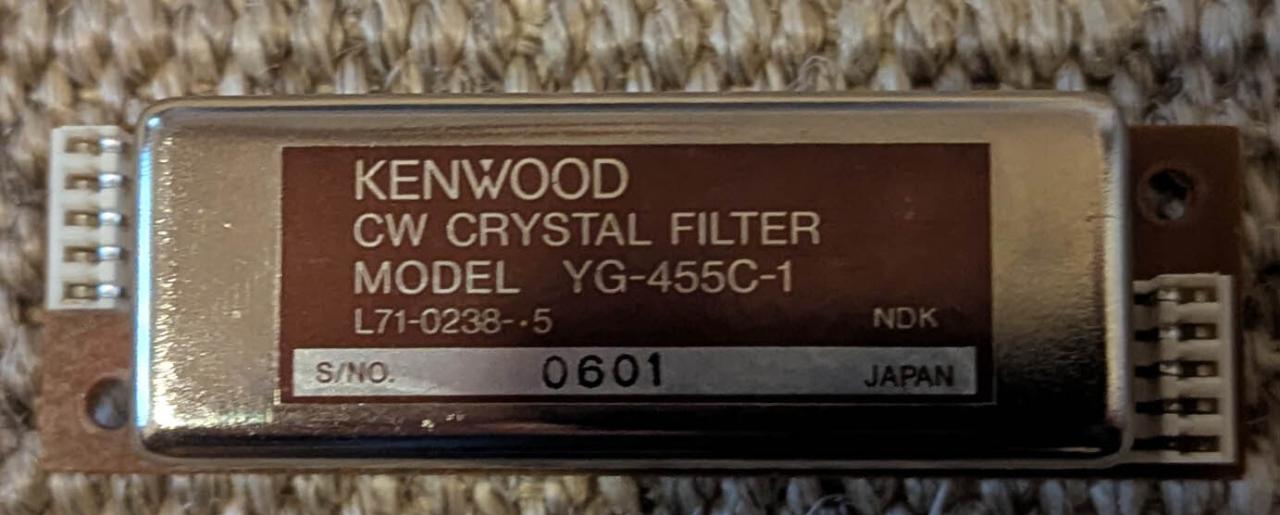 KENWOOD
CW CRYSTAL FILTER
MODEL YG-455C-1
L71-0238-·5 NDK
S/NO. 0601 JAPAN